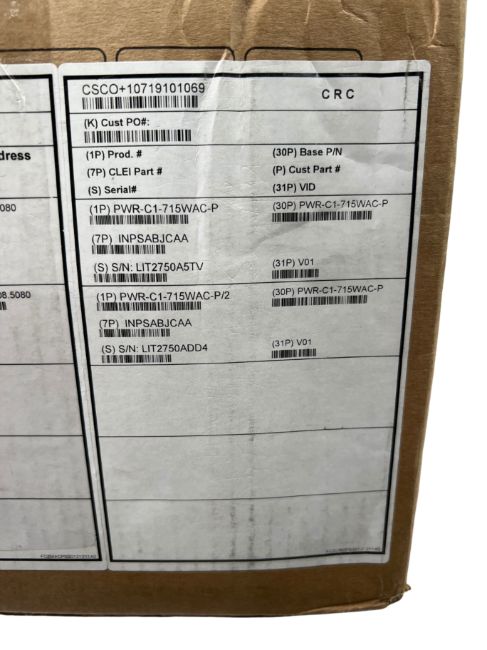 CSCO+10719101069
CRC
(K) Cust PO#:
(1P) Prod. #
(30P) Base P/N
(7P) CLEI Part #
(P) Cust Part #
(S) Serial#
(31P) VID
dress
080
(1P) PWR-C1-715WAC-P
(30P) PWR-C1-715WAC-P
(7P) INPSABJCAA
(S) S/N: LIT2750A5TV
(31P) V01
08.5080
(1P) PWR-C1-715WAC-P/2
(30P) PWR-C1-715WAC-P
(7P) INPSABJCAA
(S) S/N: LIT2750ADD4
(31P) V01